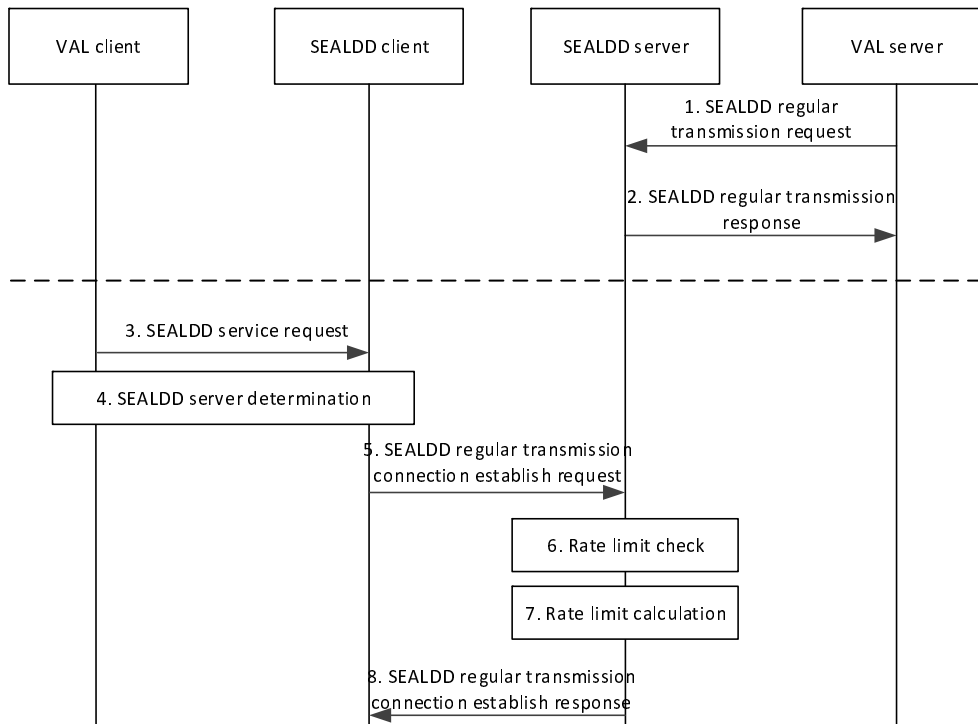 VAL client
SEALDD client
SEALDD server
VAL server
1. SEALDD regular
transmission request
2. SEALDD regular transmission
response
3. SEALDD service request
4. SEALDD server determination
5. SEALDD regular transmission
connection establish request
6. Rate limit check
7. Rate limit calculation
8. SEALDD regular transmission
connection establish response